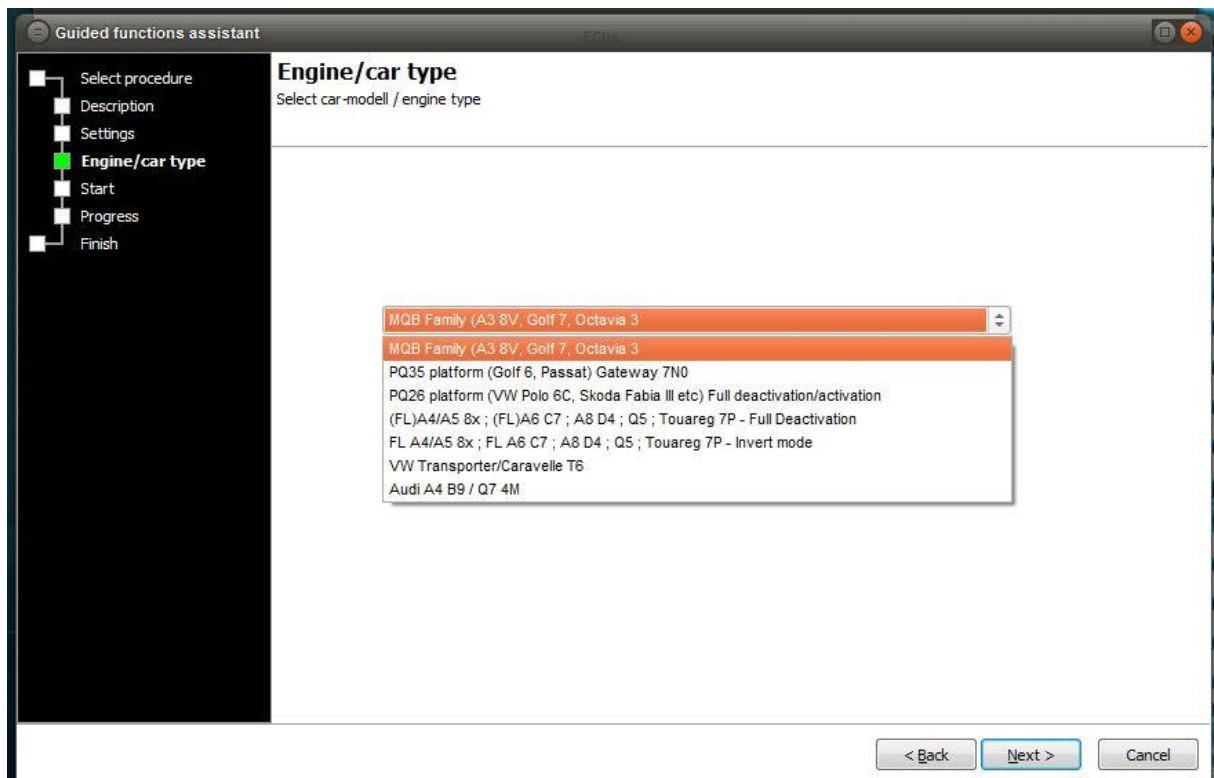 Guided functions assistant
ECUs
Select procedure
Description
Settings
Engine/car type
Start
Progress
Finish
Engine/car type
Select car-modell / engine type
MQB Family (A3 8V, Golf 7, Octavia 3
MQB Family (A3 8V, Golf 7, Octavia 3
PQ35 platform (Golf 6, Passat) Gateway 7N0
PQ26 platform (VW Polo 6C, Skoda Fabia III etc) Full deactivation/activation
(FL)A4/A5 8x ; (FL)A6 C7 ; A8 D4 ; Q5 ; Touareg 7P - Full Deactivation
FL A4/A5 8x ; FL A6 C7 ; A8 D4 ; Q5 ; Touareg 7P - Invert mode
VW Transporter/Caravelle T6
Audi A4 B9 / Q7 4M
< Back Next > Cancel